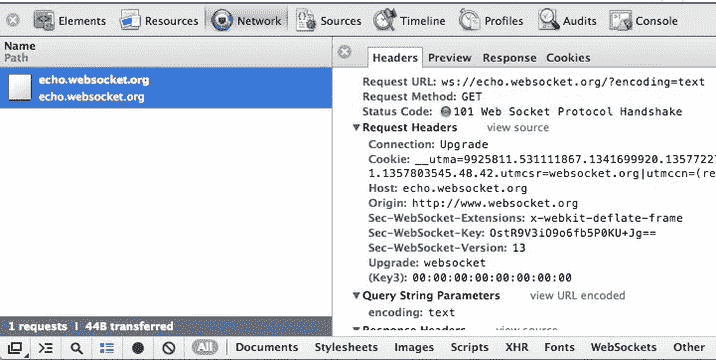 Elements Resources Network Sources Timeline Profiles Audits Console
Name
Path
echo.websocket.org
echo.websocket.org
Headers Preview Response Cookies
Request URL: ws://echo.websocket.org/?encoding=text
Request Method: GET
Status Code: 101 Web Socket Protocol Handshake
Request Headers view source
Connection: Upgrade
Cookie: __utma=9925811.531111867.1341699920.1357722
1.1357803545.48.42.utmcsr=websocket.org|utmccn=(re
Host: echo.websocket.org
Origin: http://www.websocket.org
Sec-WebSocket-Extensions: x-webkit-deflate-frame
Sec-WebSocket-Key: OstR9V3iO9o6fb5P0KU+Jg==
Sec-WebSocket-Version: 13
Upgrade: websocket
(Key3): 00:00:00:00:00:00:00:00
Query String Parameters view URL encoded
encoding: text
Response Headers view source
1 requests | 44B transferred
All Documents Stylesheets Images Scripts XHR Fonts WebSockets Other